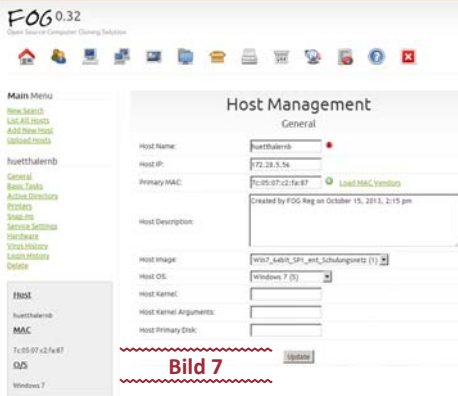 FOG 0.32
Open Source Computer Cloning Solution
Main Menu
New Search
List All Hosts
Add New Host
Upload Hosts
huetthalernb
General
Basic Tasks
Active Directory
Printers
Snap-ins
Service Settings
Hardware
Virus History
Login History
Delete
Host
huetthalernb
MAC
7c:05:07:c2:fa:87
O/S
Windows 7
Host Management
General
Host Name: huetthalernb
Host IP: 172.28.5.56
Primary MAC: 7c:05:07:c2:fa:87 Load MAC Vendors
Host Description: Created by FOG Reg on October 15, 2013, 2:15 pm
Host Image: Win7_64bit_SP1_ent_Schulungsnetz (1)
Host OS: Windows 7 (5)
Host Kernel:
Host Kernel Arguments:
Host Primary Disk:
Update
Bild 7